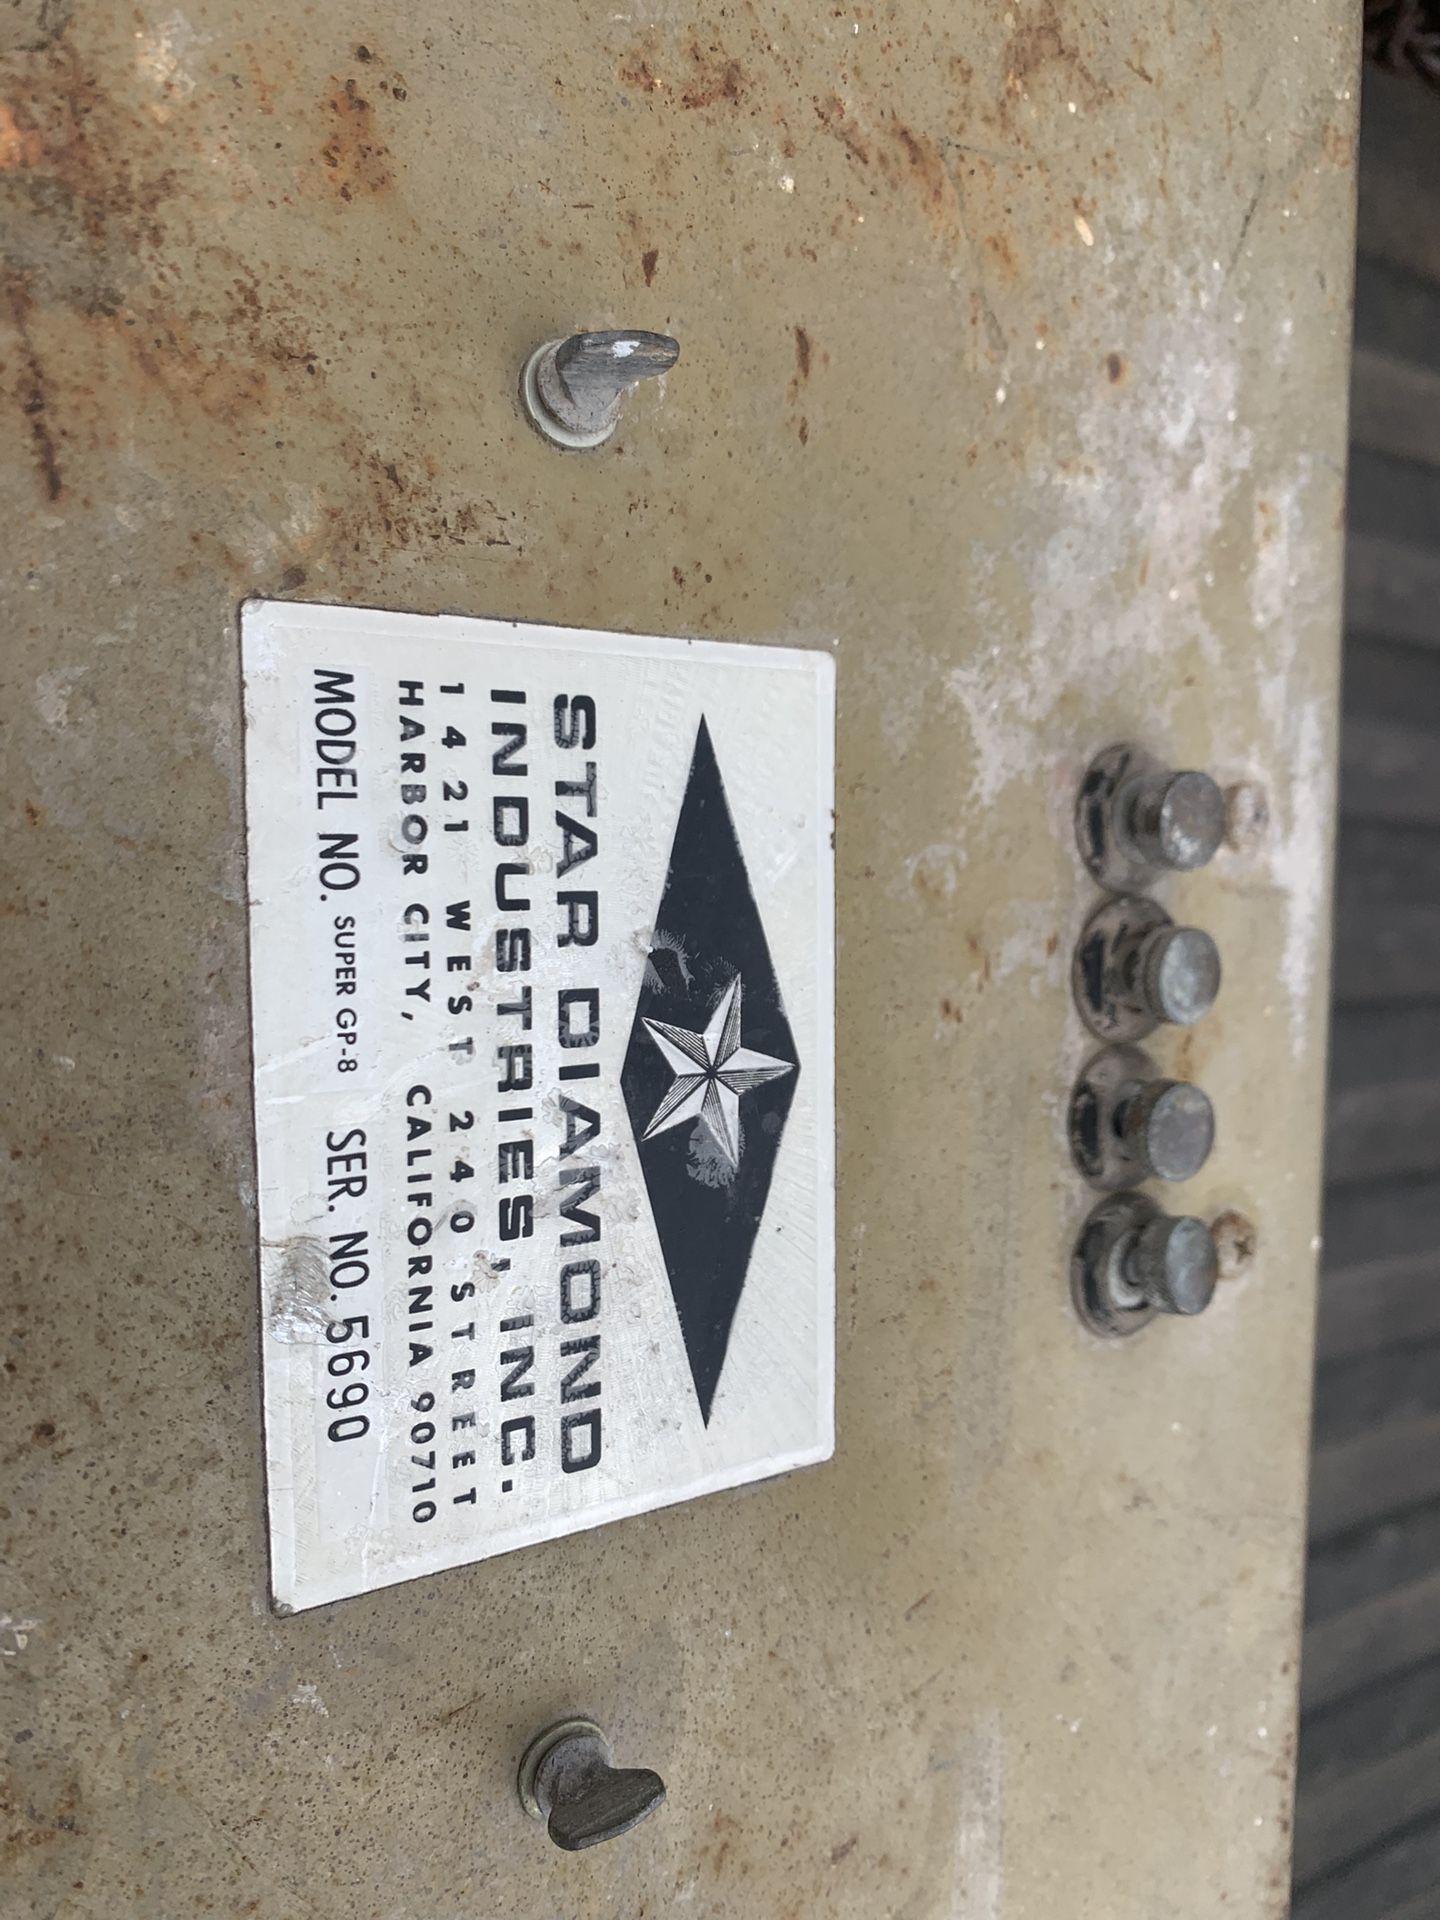 STAR DIAMOND
INDUSTRIES, INC.
1421 WEST 240 STREET
HARBOR CITY, CALIFORNIA 90710
MODEL NO. SUPER GP-8 SER. NO. 5690